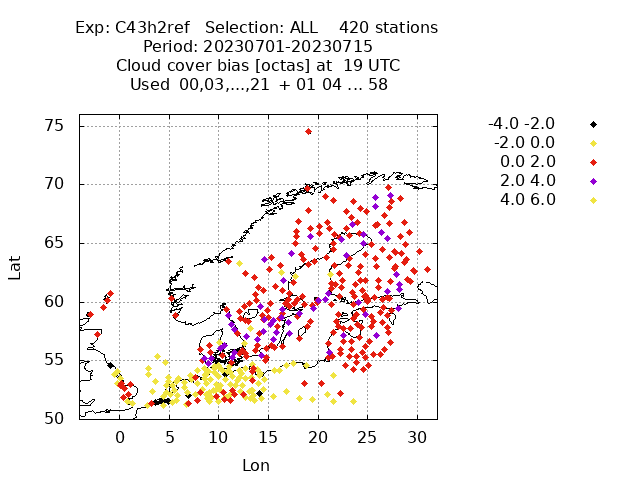 Exp: C43h2ref   Selection: ALL    420 stations
Period: 20230701-20230715
Cloud cover bias [octas] at  19 UTC
Used  00,03,...,21  + 01 04 ... 58
-4.0 -2.0
-2.0 0.0
0.0 2.0
2.0 4.0
4.0 6.0
75
70
65
60
55
50
Lat
0 5 10 15 20 25 30
Lon